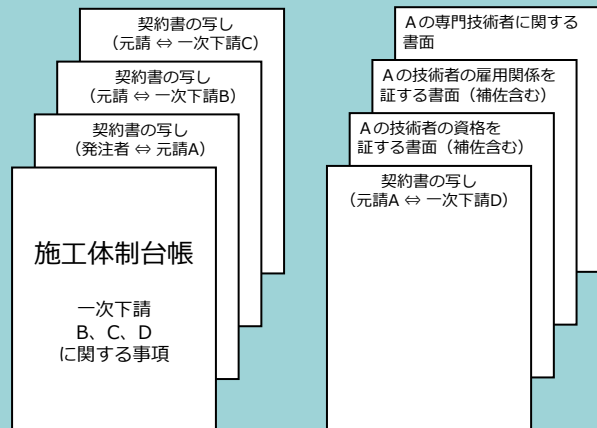 契約書の写し
（元請 ⇔ 一次下請C）
契約書の写し
（元請 ⇔ 一次下請B）
契約書の写し
（発注者 ⇔ 元請A）
施工体制台帳
一次下請
B、C、D
に関する事項
Aの専門技術者に関する
書面
Aの技術者の雇用関係を
証する書面（補佐含む）
Aの技術者の資格を
証する書面（補佐含む）
契約書の写し
（元請A ⇔ 一次下請D）